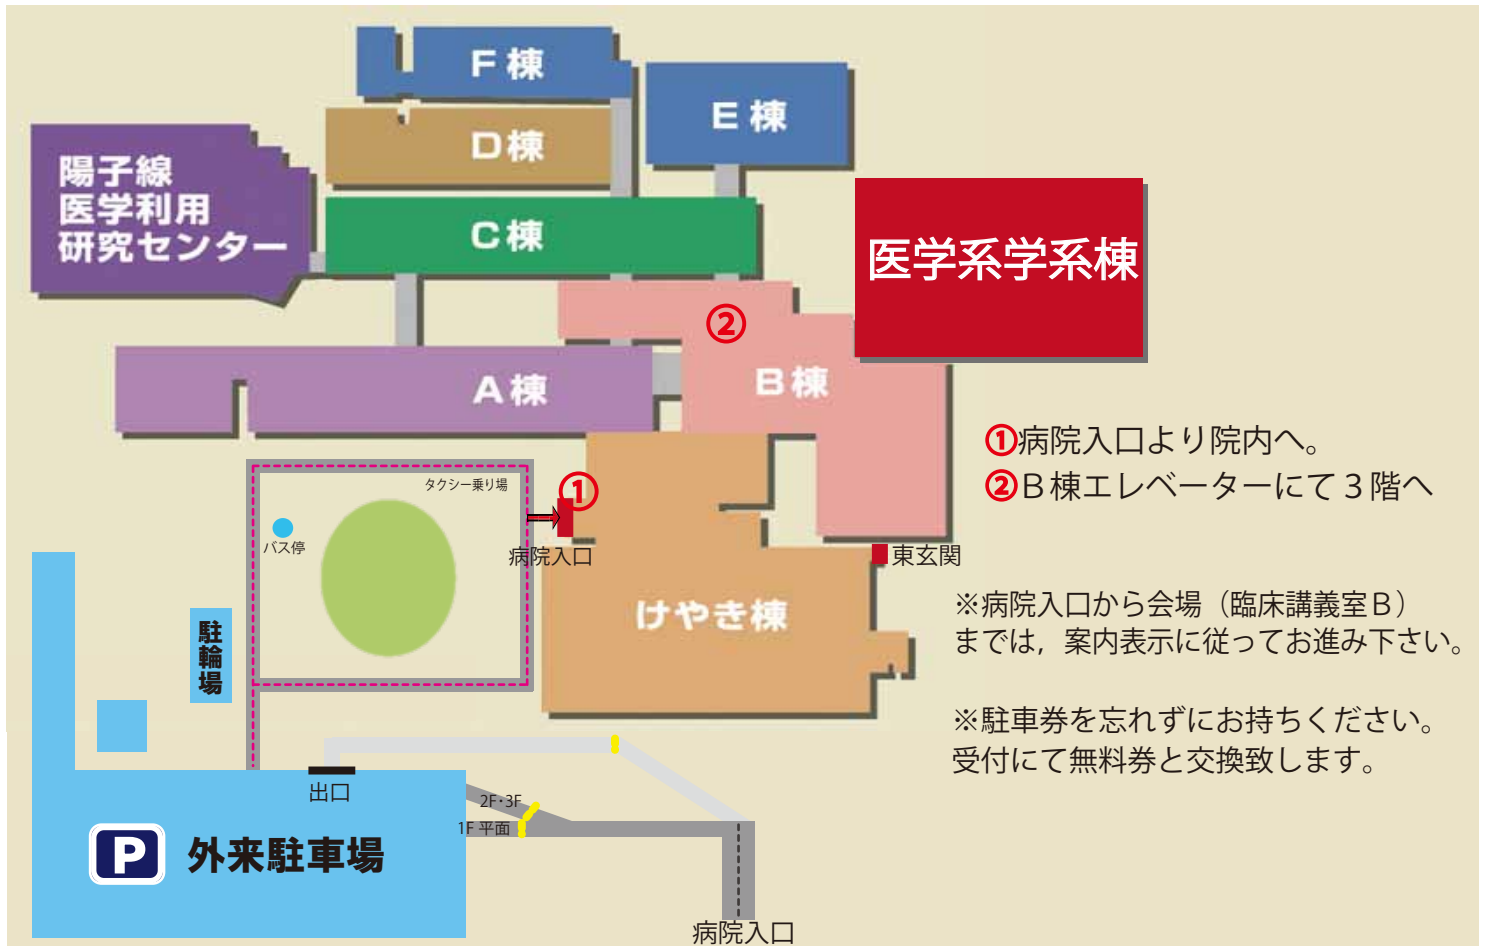 F棟
E棟
D棟
陽子線
医学利用
研究センター
C棟
医学系学系棟
②
B棟
A棟
①病院入口より院内へ。
②B棟エレベーターにて3階へ
タクシー乗り場
①
バス停
病院入口
東玄関
けやき棟
※病院入口から会場（臨床講義室B）
までは，案内表示に従ってお進み下さい。
駐輪場
※駐車券を忘れずにお持ちください。
受付にて無料券と交換致します。
出口
2F･3F
1F 平面
P 外来駐車場
病院入口